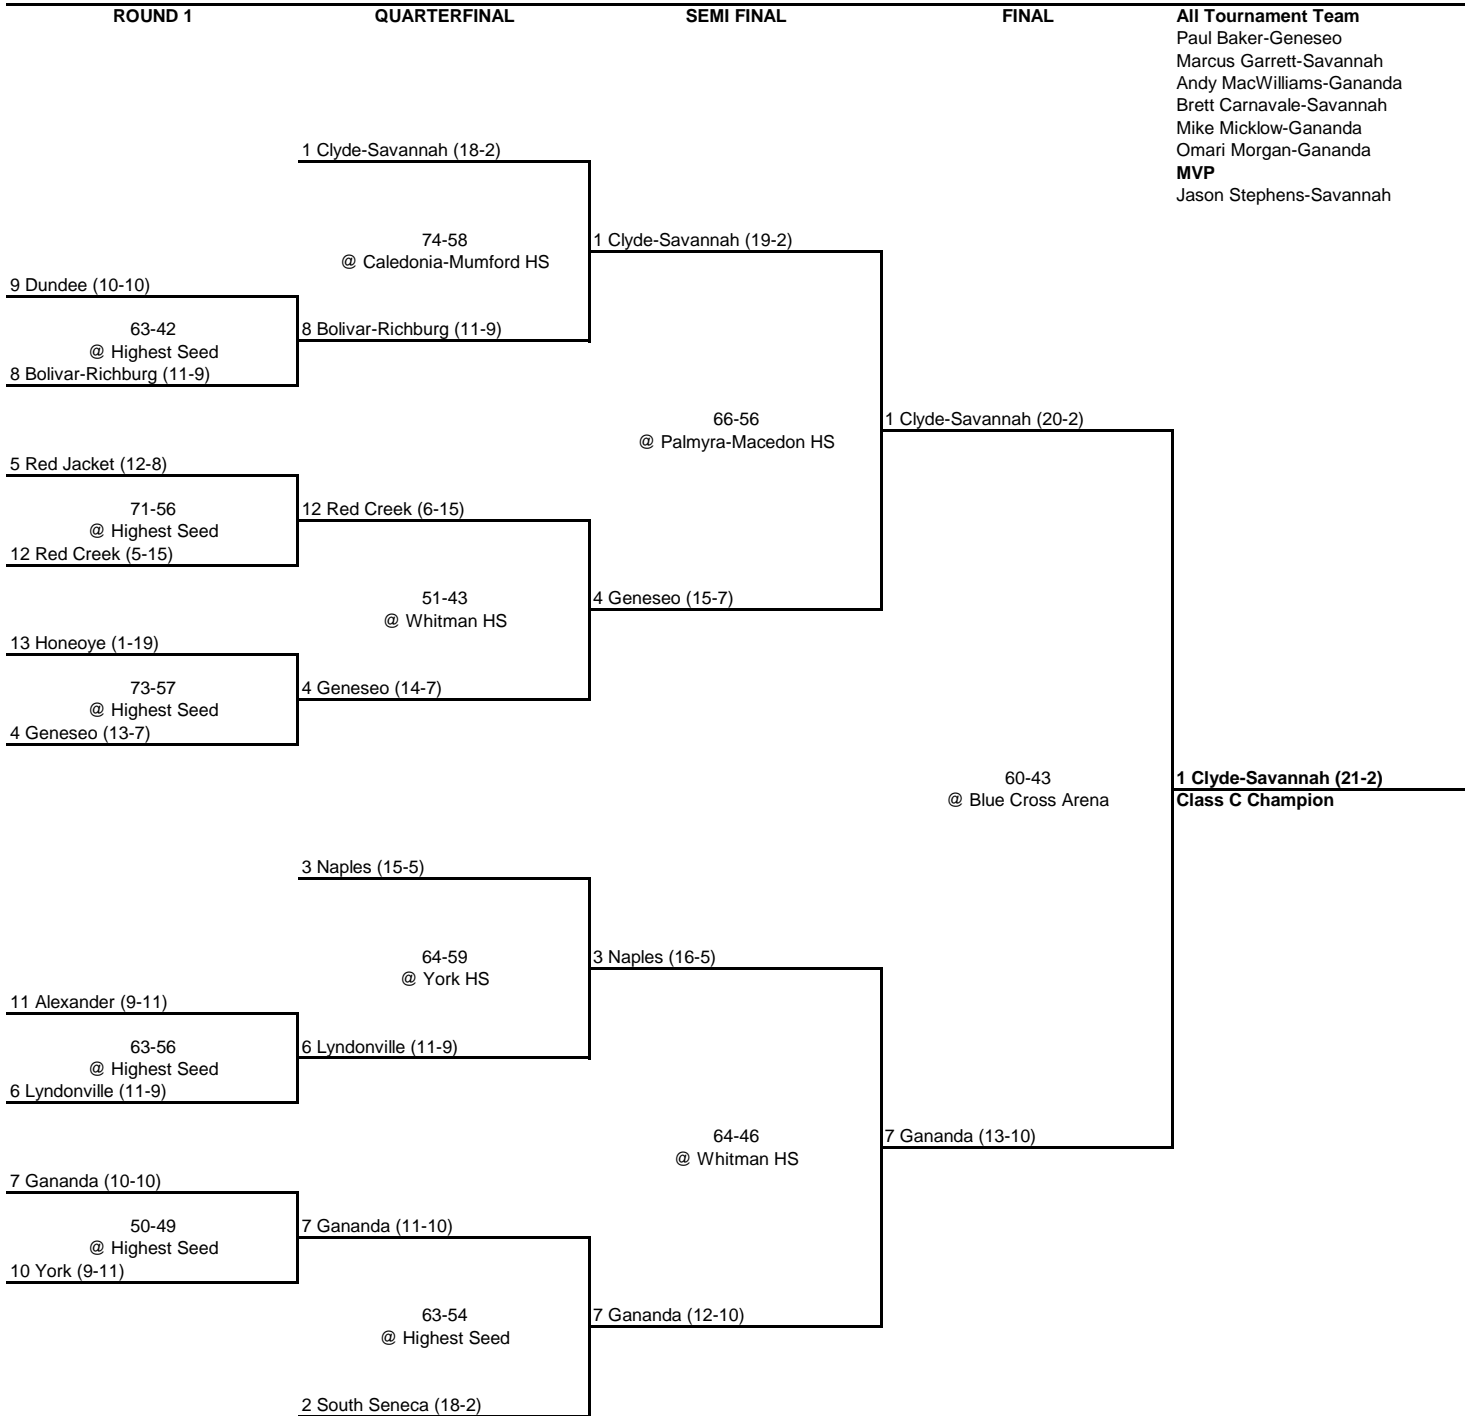 ROUND 1 QUARTERFINAL SEMI FINAL FINAL All Tournament Team
Paul Baker-Geneseo
Marcus Garrett-Savannah
Andy MacWilliams-Gananda
Brett Carnavale-Savannah
Mike Micklow-Gananda
1 Clyde-Savannah (18-2) Omari Morgan-Gananda
MVP
Jason Stephens-Savannah
74-58 1 Clyde-Savannah (19-2)
@ Caledonia-Mumford HS
9 Dundee (10-10)
63-42 8 Bolivar-Richburg (11-9)
@ Highest Seed
8 Bolivar-Richburg (11-9)
66-56 1 Clyde-Savannah (20-2)
@ Palmyra-Macedon HS
5 Red Jacket (12-8)
71-56 12 Red Creek (6-15)
@ Highest Seed
12 Red Creek (5-15)
51-43 4 Geneseo (15-7)
@ Whitman HS
13 Honeoye (1-19)
73-57 4 Geneseo (14-7)
@ Highest Seed
4 Geneseo (13-7)
60-43 1 Clyde-Savannah (21-2)
@ Blue Cross Arena Class C Champion
3 Naples (15-5)
64-59 3 Naples (16-5)
@ York HS
11 Alexander (9-11)
63-56 6 Lyndonville (11-9)
@ Highest Seed
6 Lyndonville (11-9)
64-46 7 Gananda (13-10)
@ Whitman HS
7 Gananda (10-10)
50-49 7 Gananda (11-10)
@ Highest Seed
10 York (9-11)
63-54 7 Gananda (12-10)
@ Highest Seed
2 South Seneca (18-2)